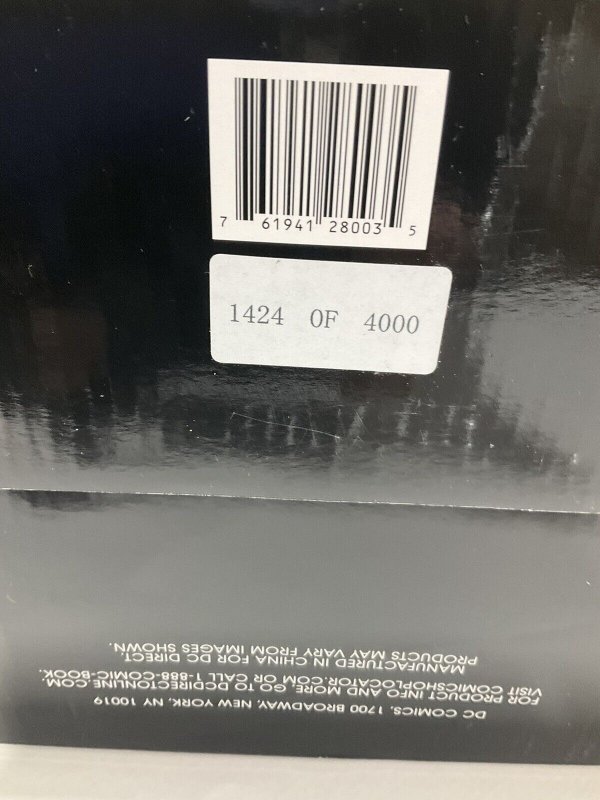 7 61941 28003 5
1424 OF 4000
DC COMICS, 1700 BROADWAY, NEW YORK, NY 10019
FOR PRODUCT INFO AND MORE, GO TO DCDIRECTONLINE.COM.
VISIT COMICSHOPLOCATOR.COM OR CALL 1-888-COMIC-BOOK.
MANUFACTURED IN CHINA FOR DC DIRECT.
PRODUCTS MAY VARY FROM IMAGES SHOWN.